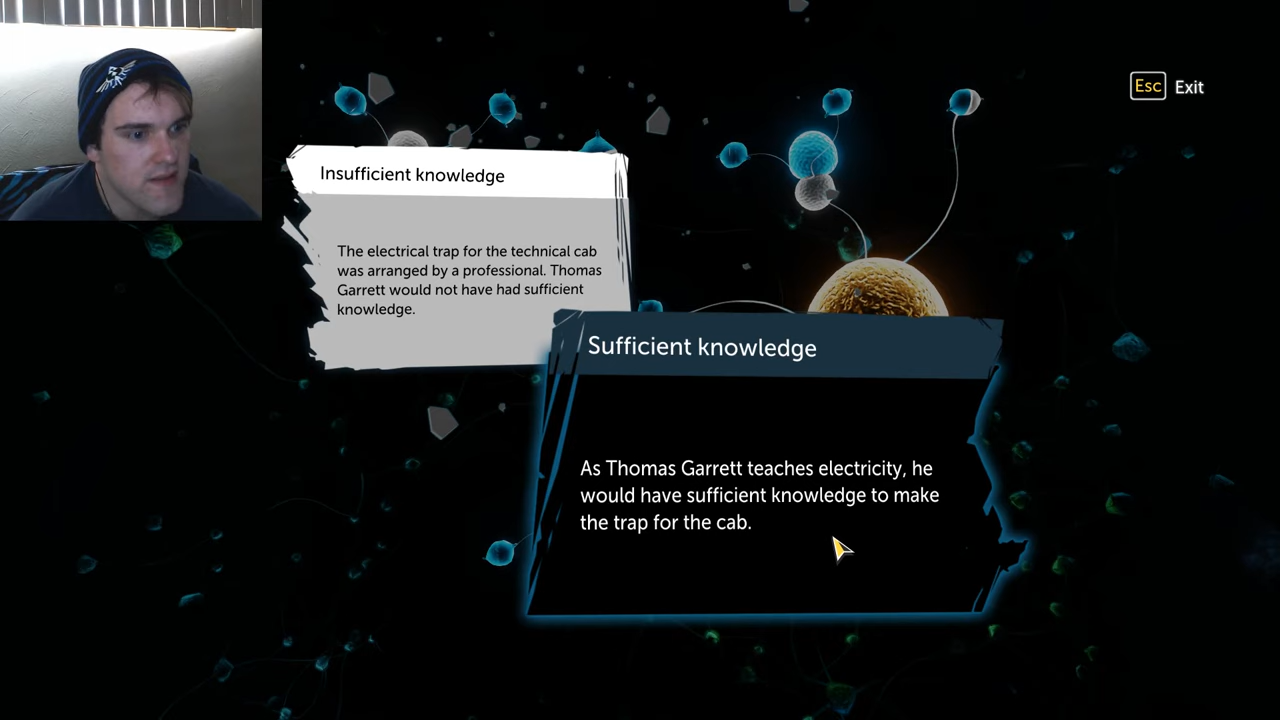 Esc Exit
Insufficient knowledge
The electrical trap for the technical cab
was arranged by a professional. Thomas
Garrett would not have had sufficient
knowledge.
Sufficient knowledge
As Thomas Garrett teaches electricity, he
would have sufficient knowledge to make
the trap for the cab.